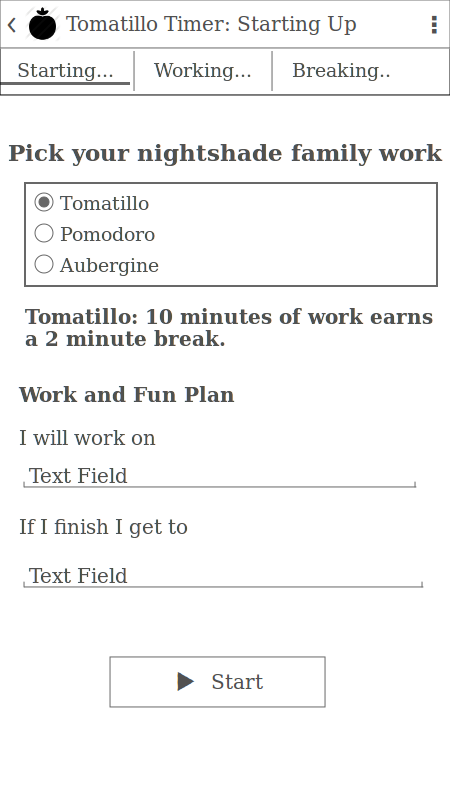 Tomatillo Timer: Starting Up
Starting...
Working...
Breaking..
Pick your nightshade family work
Tomatillo
Pomodoro
Aubergine
Tomatillo: 10 minutes of work earns
a 2 minute break.
Work and Fun Plan
I will work on
Text Field
If I finish I get to
Text Field
Start